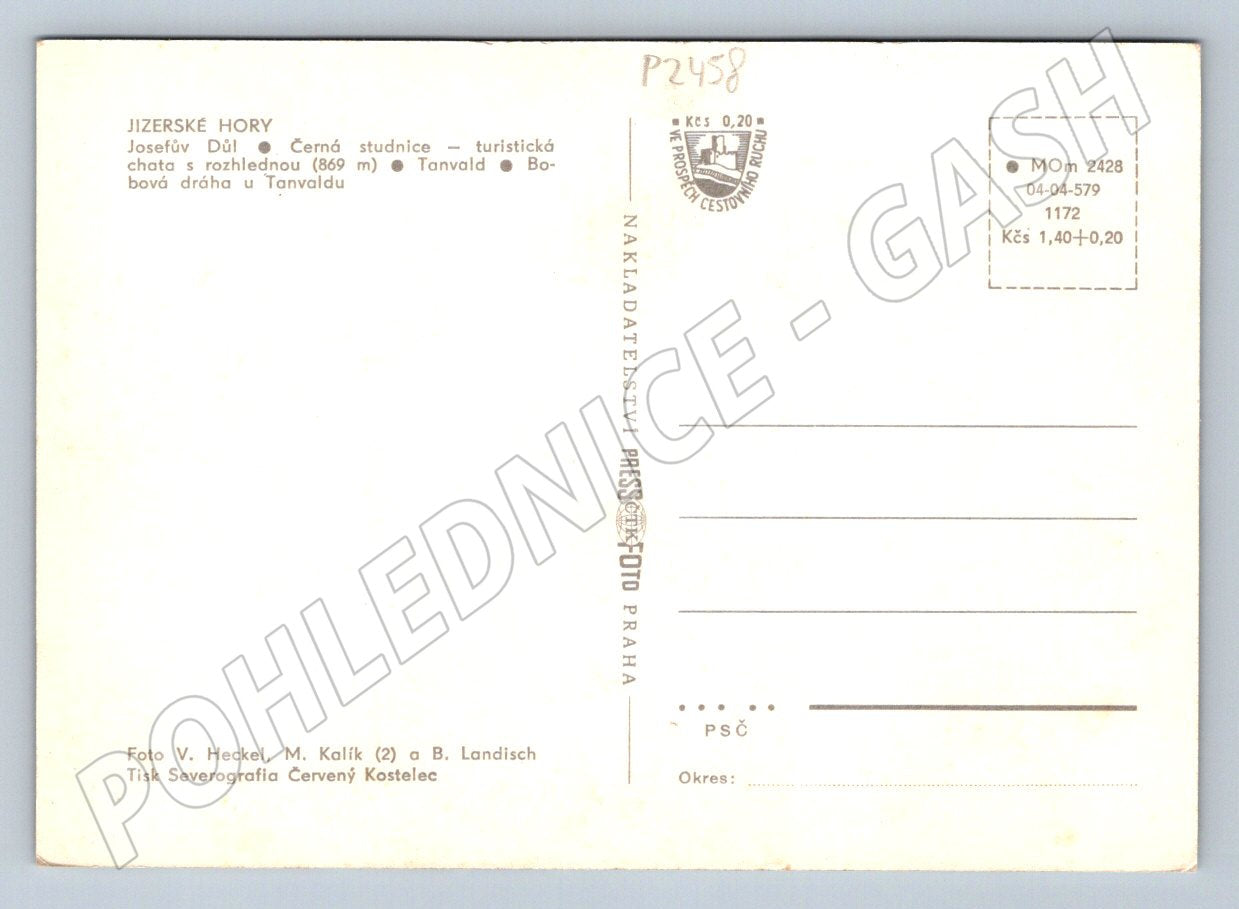 P2458
JIZERSKÉ HORY
Josefův Důl ● Černá studnice — turistická
chata s rozhlednou (869 m) ● Tanvald ● Bo-
bová dráha u Tanvaldu
■ Kčs 0,20 ■
VE PROSPĚCH CESTOVNÍHO RUCHU
● MOm 2428
04-04-579
1172
Kčs 1,40+0,20
NAKLADATELSTVÍ PRESSFOTO PRAHA
ČTK
PSČ
Okres:
Foto V. Heckel, M. Kalík (2) a B. Landisch
Tisk Severografia Červený Kostelec
POHLEDNICE - GASH